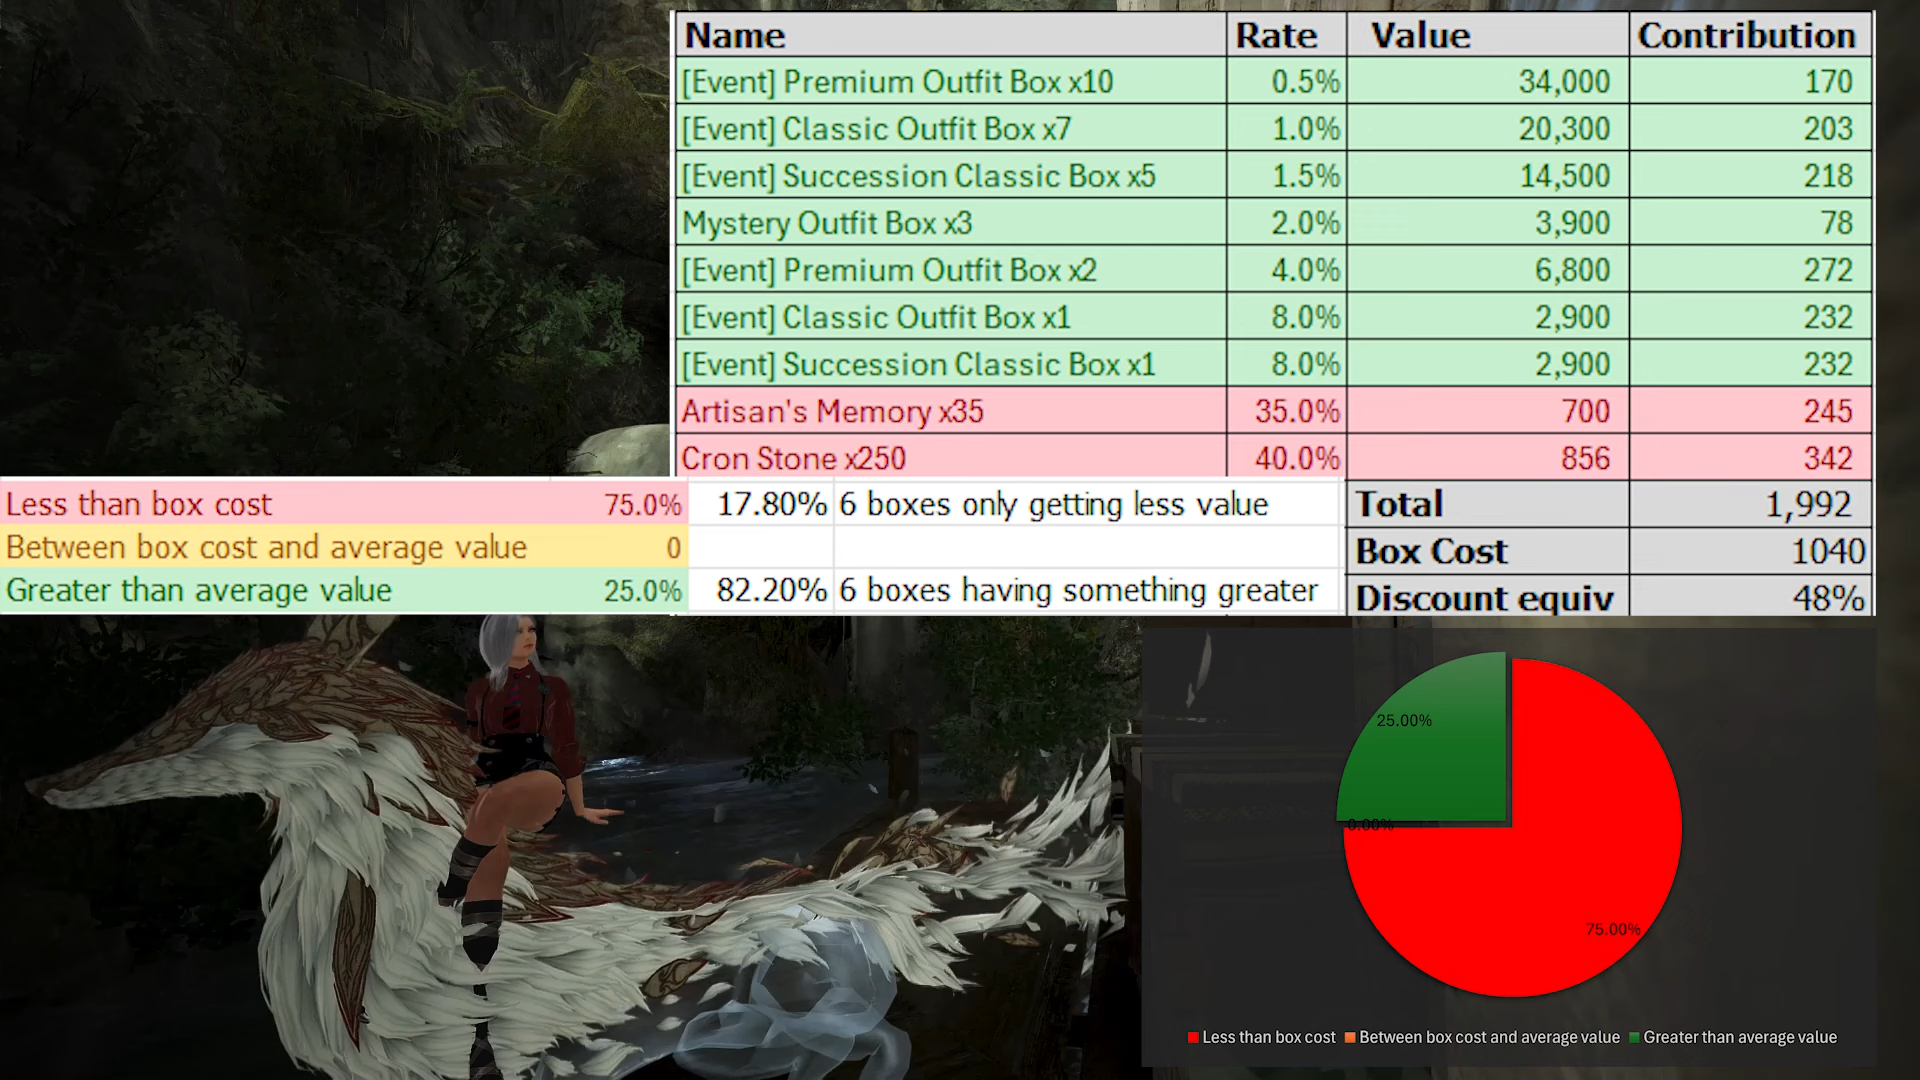 Name Rate Value Contribution
[Event] Premium Outfit Box x10 0.5% 34,000 170
[Event] Classic Outfit Box x7 1.0% 20,300 203
[Event] Succession Classic Box x5 1.5% 14,500 218
Mystery Outfit Box x3 2.0% 3,900 78
[Event] Premium Outfit Box x2 4.0% 6,800 272
[Event] Classic Outfit Box x1 8.0% 2,900 232
[Event] Succession Classic Box x1 8.0% 2,900 232
Artisan's Memory x35 35.0% 700 245
Cron Stone x250 40.0% 856 342
Less than box cost 75.0% 17.80% 6 boxes only getting less value Total 1,992
Between box cost and average value 0 Box Cost 1040
Greater than average value 25.0% 82.20% 6 boxes having something greater Discount equiv 48%
25.00%
0.00%
75.00%
Less than box cost Between box cost and average value Greater than average value